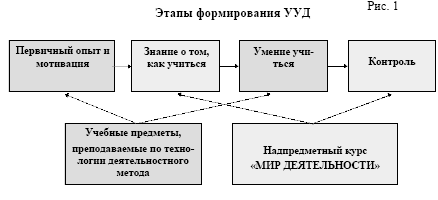 Рис. 1
Этапы формирования УУД
Первичный опыт и
мотивация
Знание о том,
как учиться
Умение учи-
ться
Контроль
Учебные предметы,
преподаваемые по техно-
логии деятельностного
метода
Надпредметный курс
«МИР ДЕЯТЕЛЬНОСТИ»